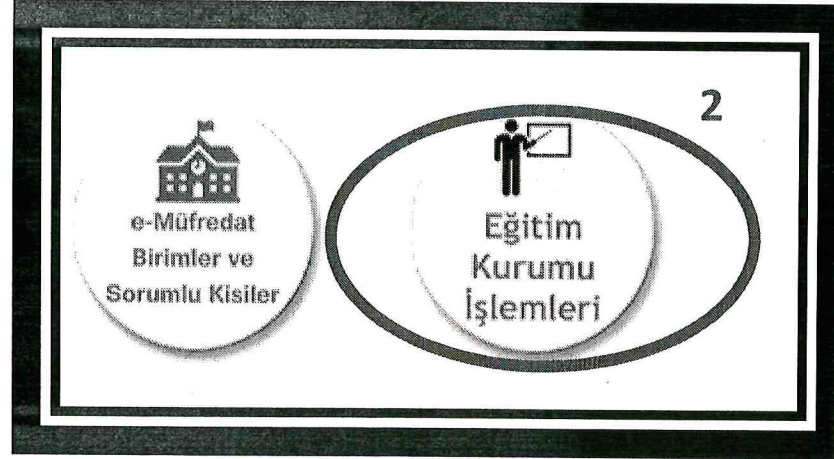 2
e-Müfredat
Birimler ve
Sorumlu Kisiler
Eğitim
Kurumu
İşlemleri